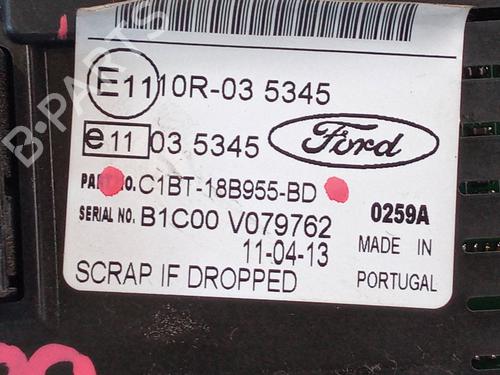 E11 10R-03 5345
e11 03 5345
Ford
PART NO. C1BT-18B955-BD
SERIAL NO. B1C00 V079762
0259A
11-04-13
MADE IN
PORTUGAL
SCRAP IF DROPPED
B-PARTS